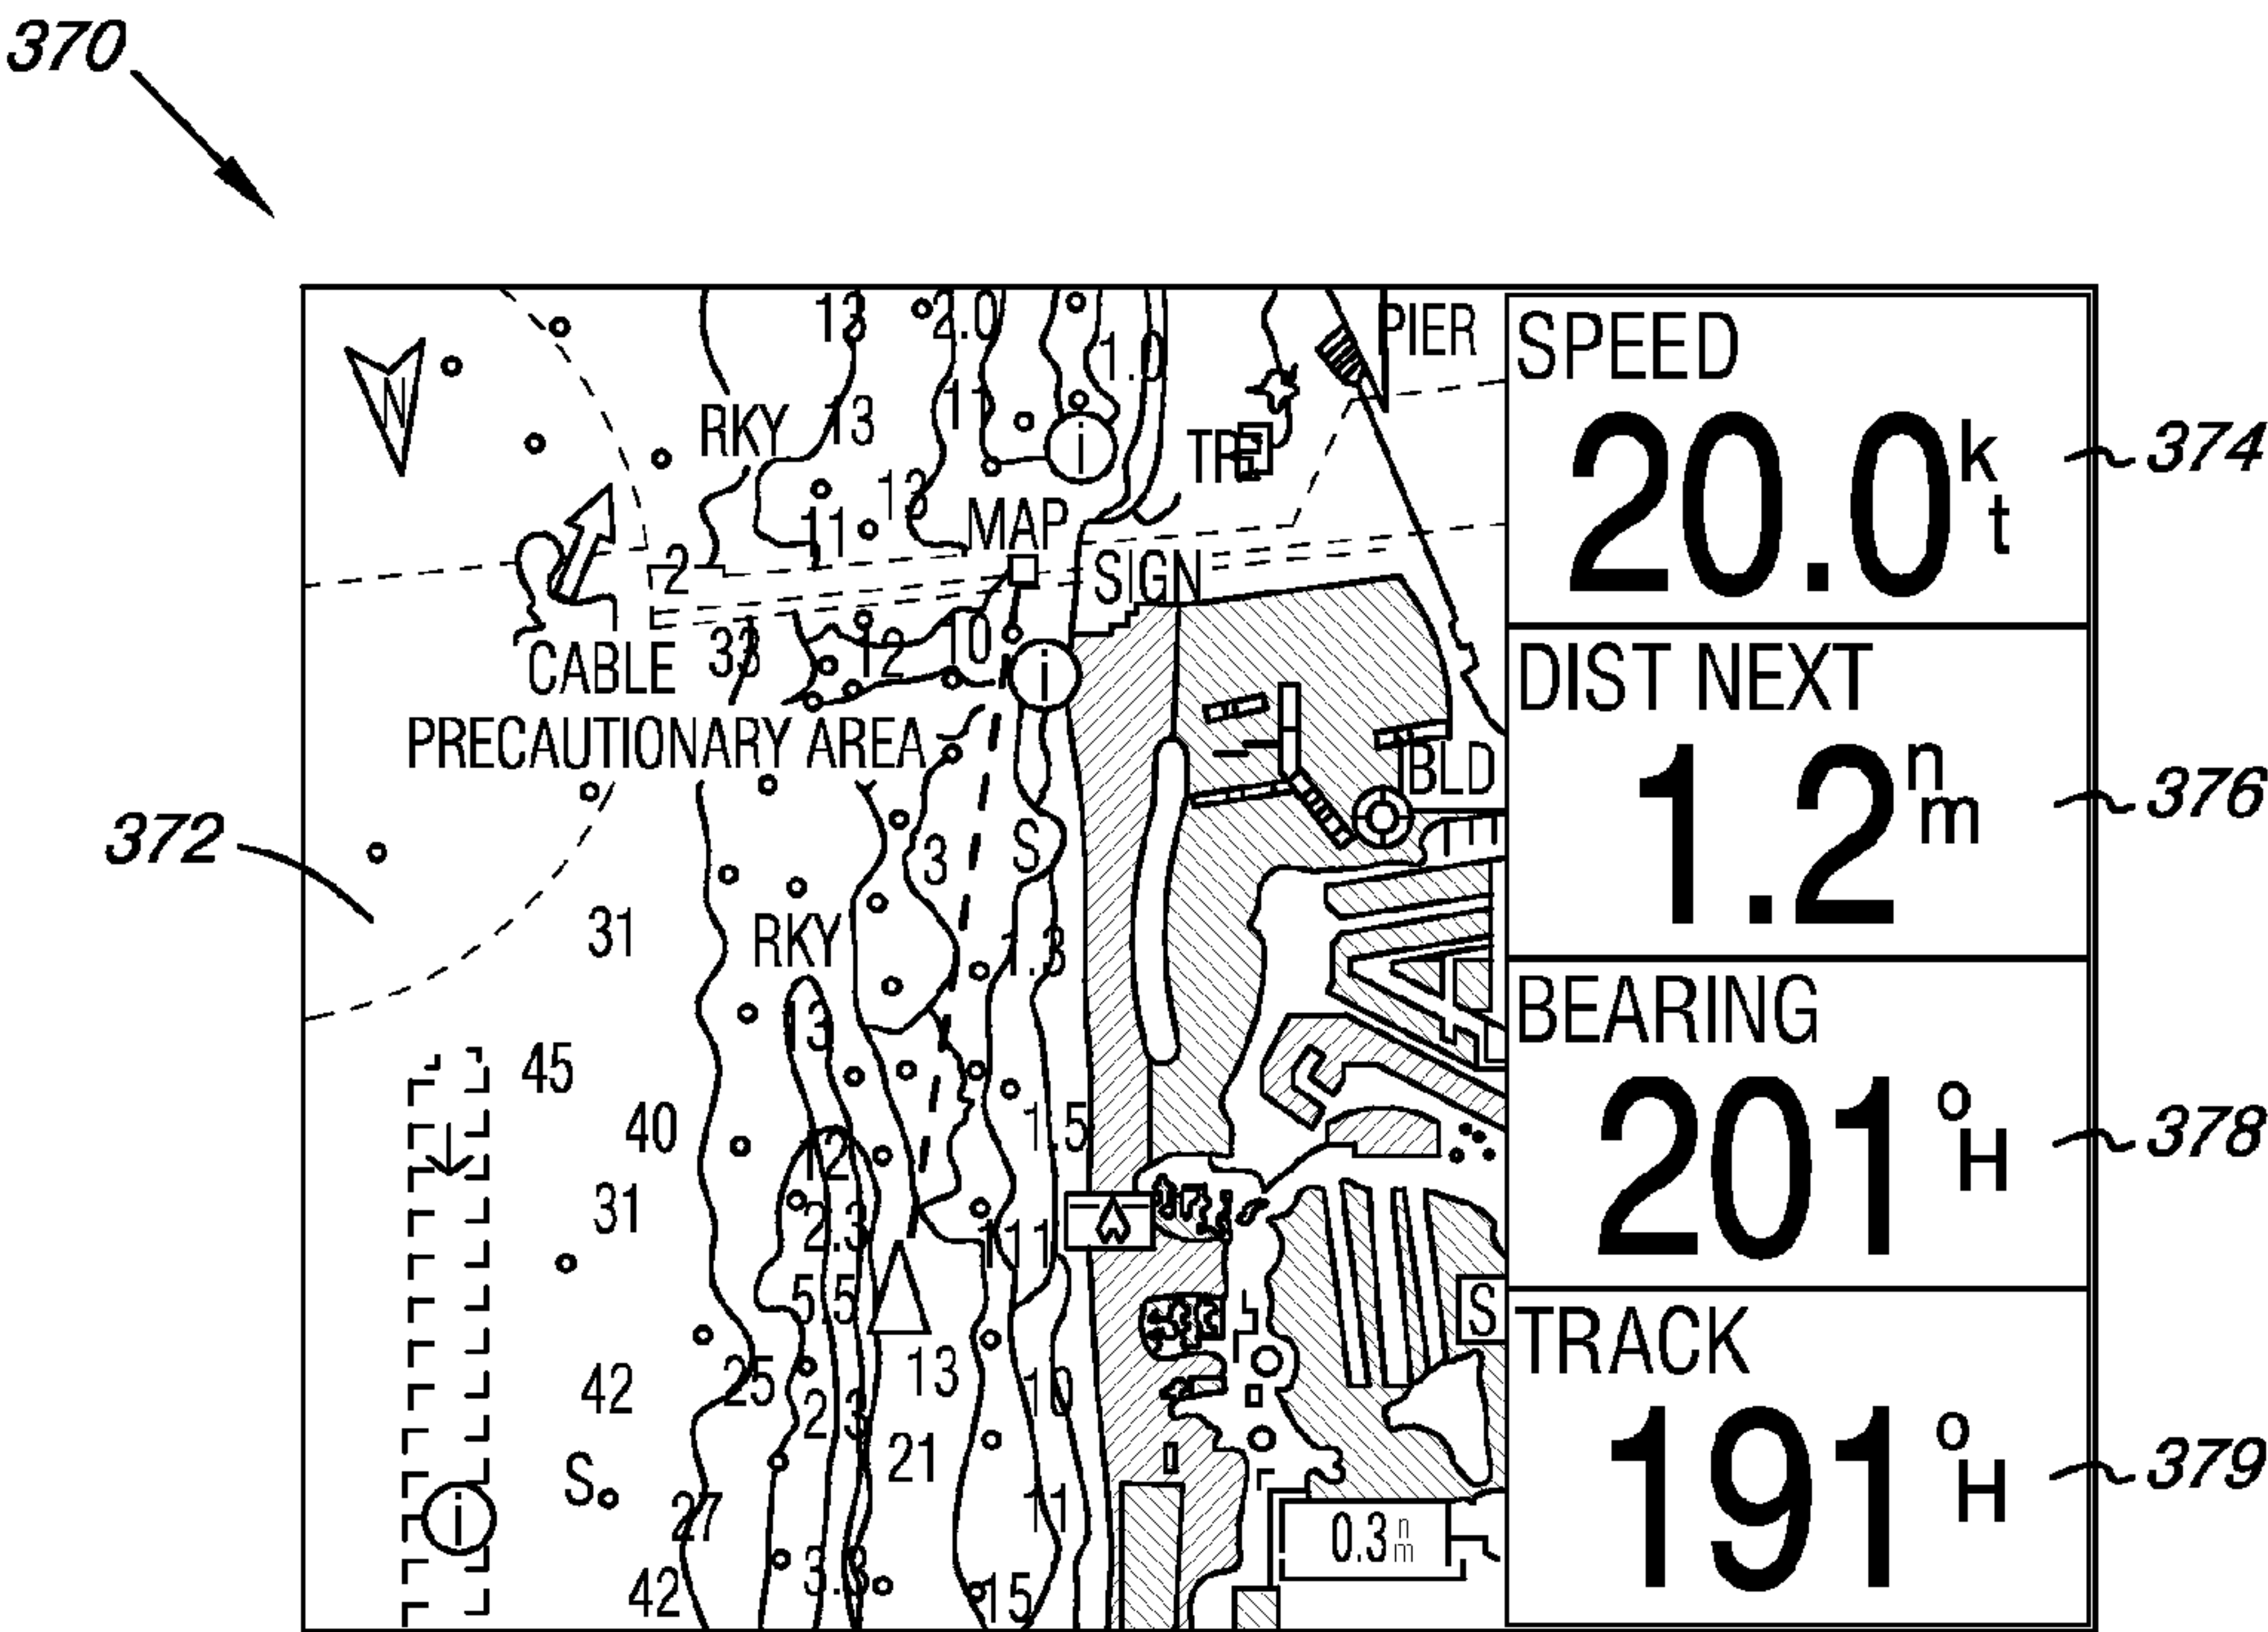 370
13
2.0
PIER
1.0
N
RKY
13
11
TRE
13
11
MAP
2
SIGN
CABLE
33
12
10
i
i
PRECAUTIONARY AREA
BLD
372
3
S
31
RKY
1.3
13
45
40
1.5
12
31
2.3
111
5.5
S
42
25
13
10
2.3
21
S
27
11
i
0.3 nm
42
3.3
15
SPEED
20.0 kt
374
DIST NEXT
1.2 nm
376
BEARING
201 °H
378
TRACK
191 °H
379